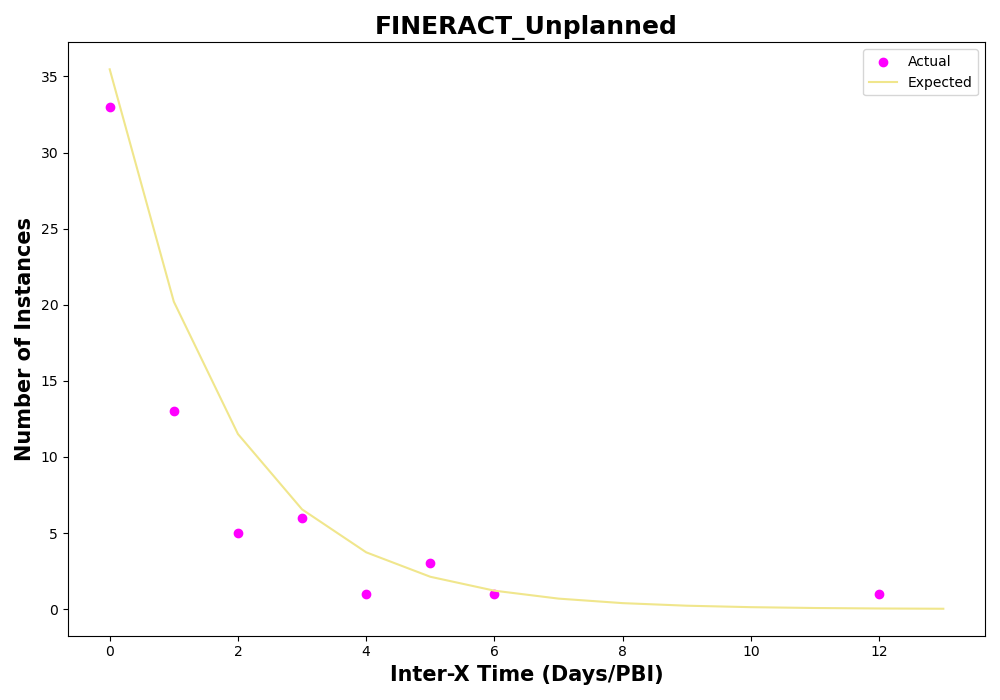 FINERACT_Unplanned
Actual
Expected
35
30
25
20
15
10
5
0
Number of Instances
0 2 4 6 8 10 12
Inter-X Time (Days/PBI)